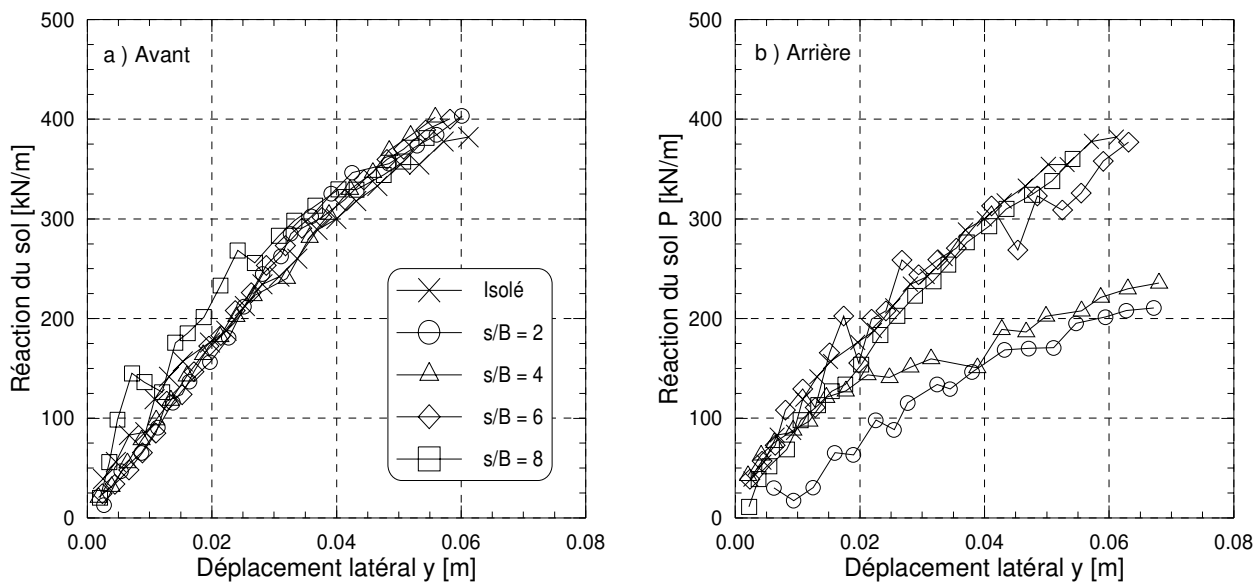 500
400
300
200
100
0
Réaction du sol [kN/m]
a ) Avant
Isolé
s/B = 2
s/B = 4
s/B = 6
s/B = 8
0.00
0.02
0.04
0.06
0.08
Déplacement latéral y [m]
500
400
300
200
100
0
Réaction du sol P [kN/m]
b ) Arrière
0.00
0.02
0.04
0.06
0.08
Déplacement latéral y [m]